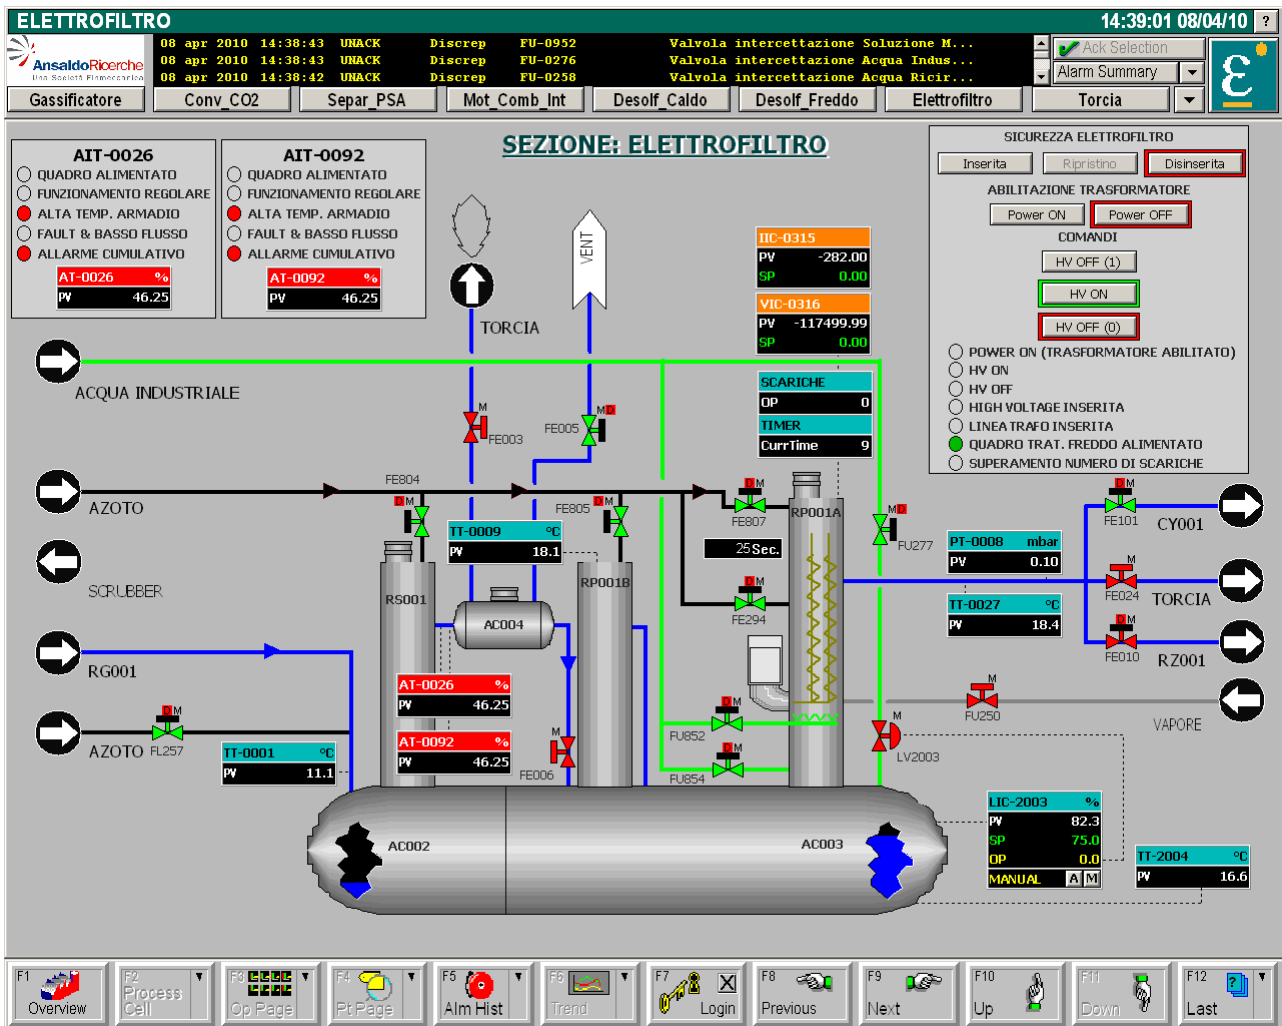 ELETTROFILTRO
14:39:01 08/04/10 ?
AnsaldoRicerche
Una Società Finmeccanica
08 apr 2010 14:38:43 UNACK Discrep FU-0952 Valvola intercettazione Soluzione M...
08 apr 2010 14:38:43 UNACK Discrep FU-0276 Valvola intercettazione Acqua Indus...
08 apr 2010 14:38:42 UNACK Discrep FU-0258 Valvola intercettazione Acqua Ricir...
Ack Selection
Alarm Summary
Gassificatore Conv_CO2 Separ_PSA Mot_Comb_Int Desolf_Caldo Desolf_Freddo Elettrofiltro Torcia
SEZIONE: ELETTROFILTRO
AIT-0026
QUADRO ALIMENTATO
FUNZIONAMENTO REGOLARE
ALTA TEMP. ARMADIO
FAULT & BASSO FLUSSO
ALLARME CUMULATIVO
AT-0026 %
PV 46.25
AIT-0092
QUADRO ALIMENTATO
FUNZIONAMENTO REGOLARE
ALTA TEMP. ARMADIO
FAULT & BASSO FLUSSO
ALLARME CUMULATIVO
AT-0092 %
PV 46.25
SICUREZZA ELETTROFILTRO
Inserita Ripristino Disinserita
ABILITAZIONE TRASFORMATORE
Power ON Power OFF
COMANDI
HV OFF (1)
HV ON
HV OFF (0)
POWER ON (TRASFORMATORE ABILITATO)
HV ON
HV OFF
HIGH VOLTAGE INSERITA
LINEA TRAFO INSERITA
QUADRO TRAT. FREDDO ALIMENTATO
SUPERAMENTO NUMERO DI SCARICHE
VENT
TORCIA
IIC-0315
PV -282.00
SP 0.00
VIC-0316
PV -117499.99
SP 0.00
SCARICHE
OP 0
TIMER
CurrTime 9
ACQUA INDUSTRIALE
M
FE003
FE005
M D
AZOTO
FE804
D M
FE805
D M
D M
FE807
RP001A
M D
FU277
D M
FE101
CY001
TT-0009 °C
PV 18.1
25 Sec.
PT-0008 mbar
PV 0.10
SCRUBBER
RS001
RP001B
AC004
D M
FE294
M
FE024
TORCIA
TT-0027 °C
PV 18.4
D M
FE010
RZ001
RG001
AT-0026 %
PV 46.25
AT-0092 %
PV 46.25
M
FU250
VAPORE
AZOTO
D M
FL257
TT-0001 °C
PV 11.1
M
FE006
D M
FU852
D M
FU854
M
LV2003
AC002
AC003
LIC-2003 %
PV 82.3
SP 75.0
OP 0.0
MANUAL A M
TT-2004 °C
PV 16.6
F1 Overview
F2 Process Cell
F3 Op Page
F4 Pt Page
F5 Alm Hist
F6 Trend
F7 Login
F8 Previous
F9 Next
F10 Up
F11 Down
F12 Last